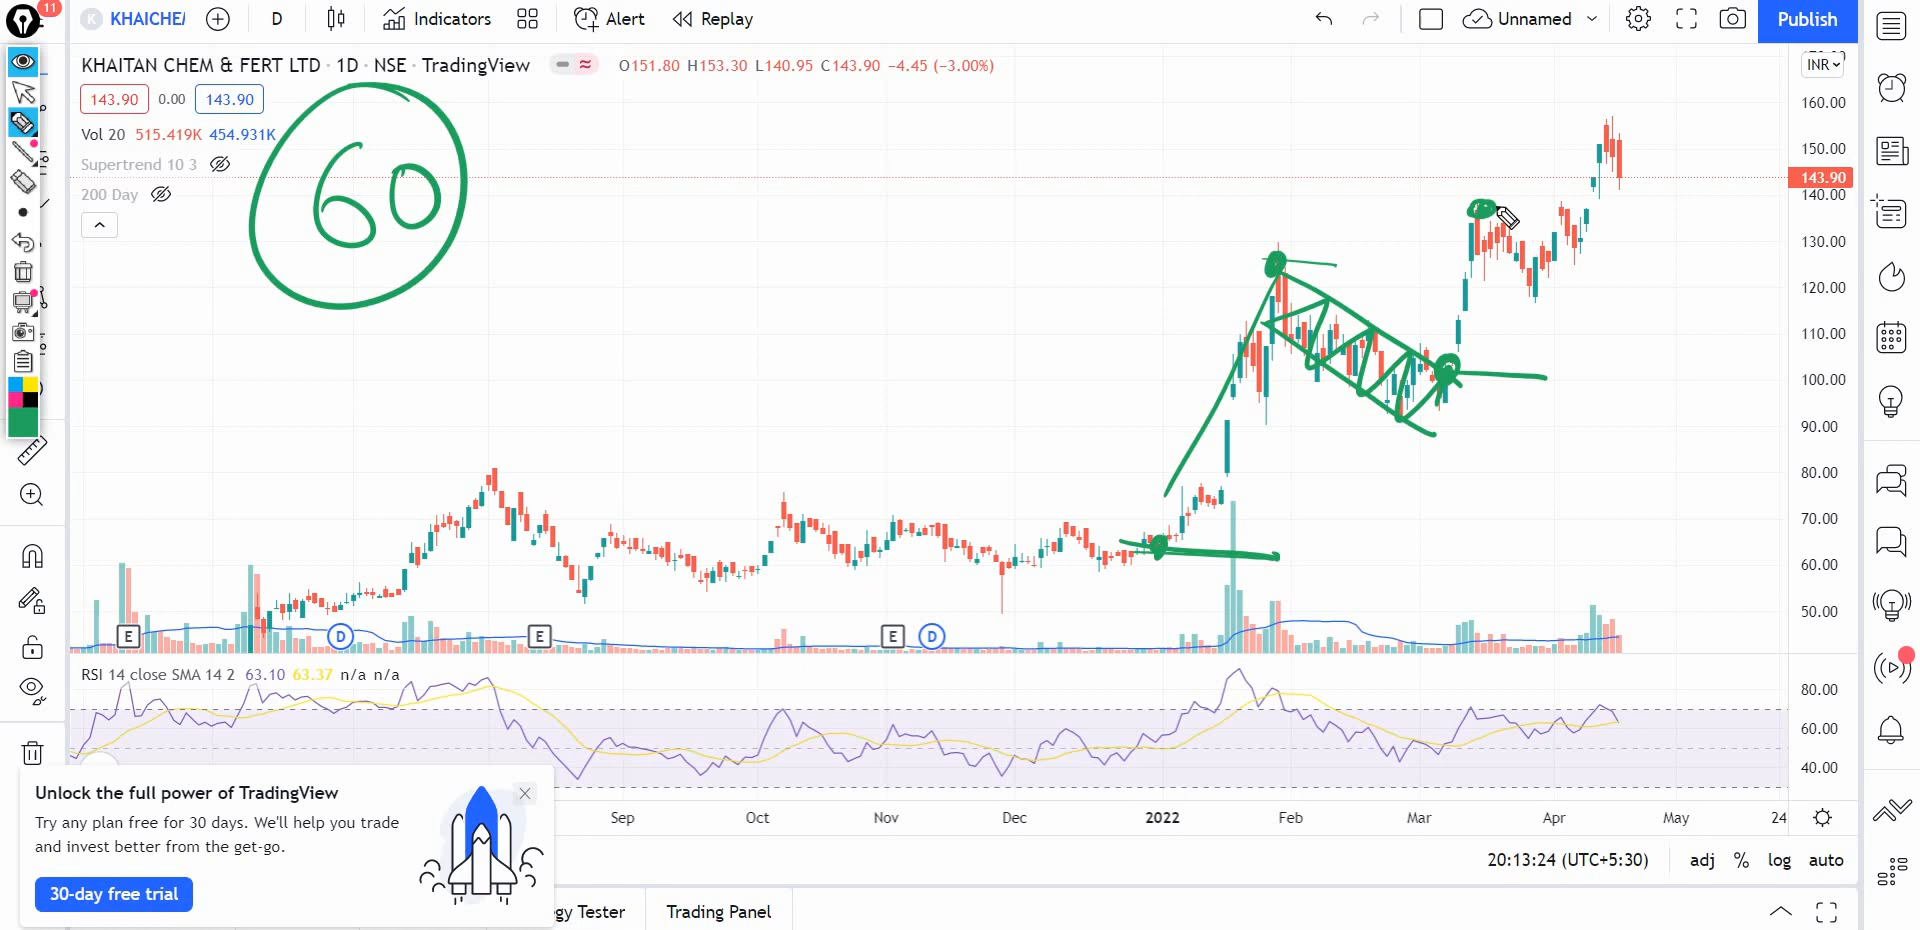 11
K KHAICHEM D Indicators Alert Replay Unnamed Publish
KHAITAN CHEM & FERT LTD · 1D · NSE · TradingView O151.80 H153.30 L140.95 C143.90 −4.45 (−3.00%)
INR
143.90 0.00 143.90
Vol 20 515.419K 454.931K
Supertrend 10 3
200 Day
60
160.00
150.00
143.90
140.00
130.00
120.00
110.00
100.00
90.00
80.00
70.00
60.00
50.00
E D E E D
RSI 14 close SMA 14 2 63.10 63.37 n/a n/a
80.00
60.00
40.00
Sep Oct Nov Dec 2022 Feb Mar Apr May 24
Unlock the full power of TradingView
Try any plan free for 30 days. We'll help you trade
and invest better from the get-go.
30-day free trial
20:13:24 (UTC+5:30) adj % log auto
gy Tester Trading Panel